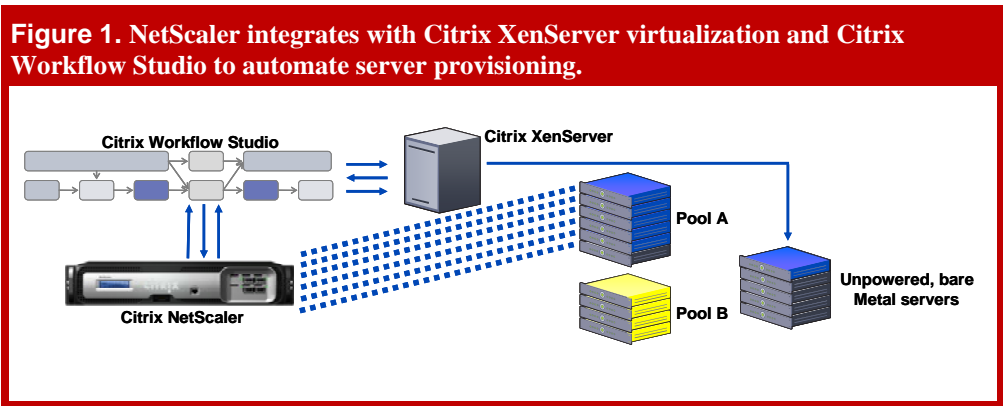 Figure 1. NetScaler integrates with Citrix XenServer virtualization and Citrix
Workflow Studio to automate server provisioning.
Citrix Workflow Studio
Citrix XenServer
Pool A
Unpowered, bare
Metal servers
Pool B
CITRIX
Citrix NetScaler